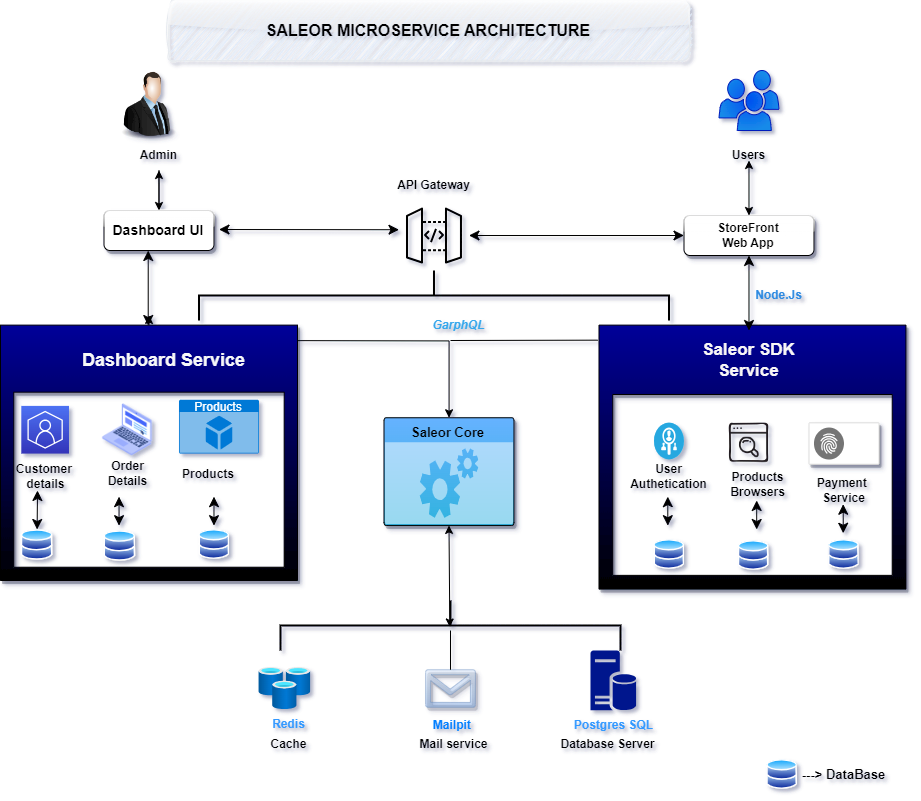 SALEOR MICROSERVICE ARCHITECTURE
Admin
Users
API Gateway
Dashboard UI
</>
StoreFront
Web App
Node.Js
GarphQL
Dashboard Service
Saleor SDK
Service
Products
Customer
details
Order
Details
Products
Saleor Core
User
Authetication
Products
Browsers
Payment
Service
Redis
Cache
Mailpit
Mail service
Postgres SQL
Database Server
---> DataBase